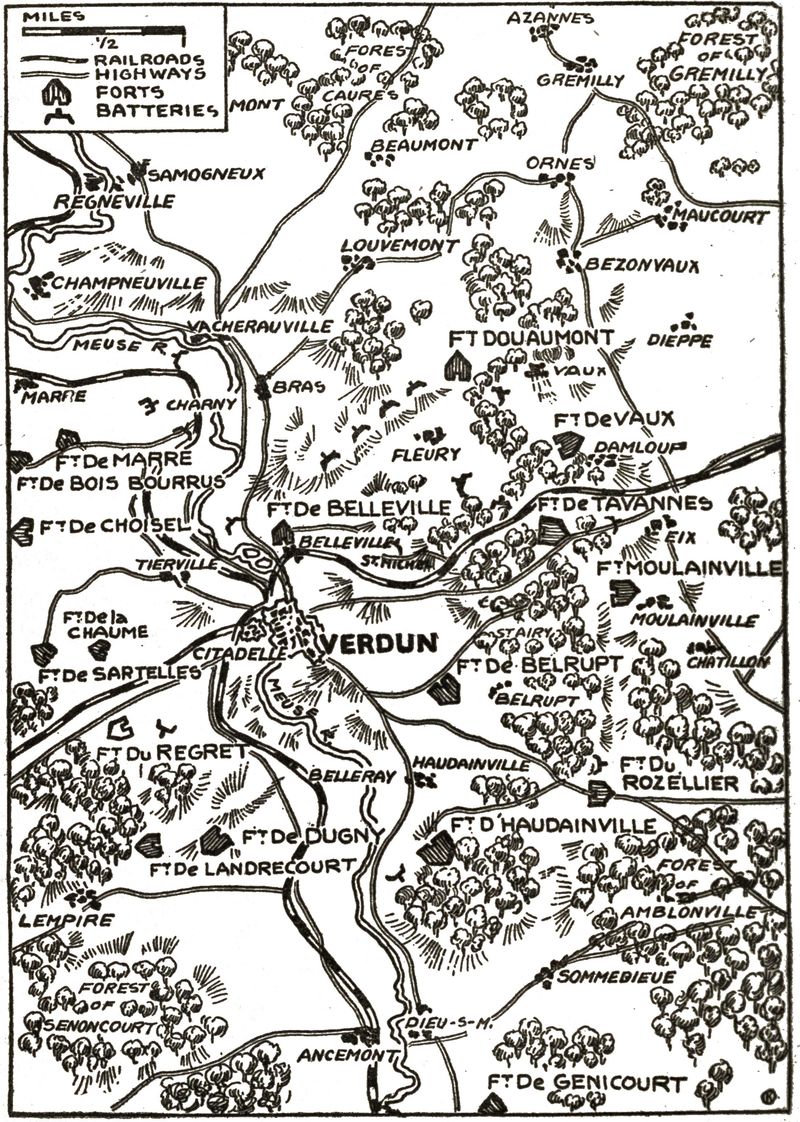 MILES
1/2
RAILROADS
HIGHWAYS
FORTS
BATTERIES
AZANNES
FOREST
OF
CAURES
FOREST
OF
GREMILLY
GREMILLY
MONT
BEAUMONT
ORNES
SAMOGNEUX
REGNEVILLE
MAUCOURT
LOUVEMONT
BEZONVAUX
CHAMPNEUVILLE
VACHERAUVILLE
MEUSE R.
FT DOUAUMONT
DIEPPE
VAUX
MARRE
CHARNY
BRAS
FT DE VAUX
FLEURY
DAMLOUP
FT DE MARRE
FT DE BOIS BOURRUS
FT DE BELLEVILLE
FT DE TAVANNES
FT DE CHOISEL
BELLEVILLE
ST MICHEL
EIX
TIERVILLE
FT MOULAINVILLE
MOULAINVILLE
FT De la
CHAUME
CITADELLE
VERDUN
FT DE SARTELLES
FT DE BELRUPT
CHATILLON
BELRUPT
MEUSE
FT DU REGRET
BELLERAY
HAUDAINVILLE
FT DU
ROZELLIER
FT DE DUGNY
FT D'HAUDAINVILLE
FT DE LANDRECOURT
FOREST
OF
AMBLONVILLE
LEMPIRE
SOMMEDIEUE
FOREST
OF
SENONCOURT
DIEU-S-M.
ANCEMONT
FT DE GENICOURT